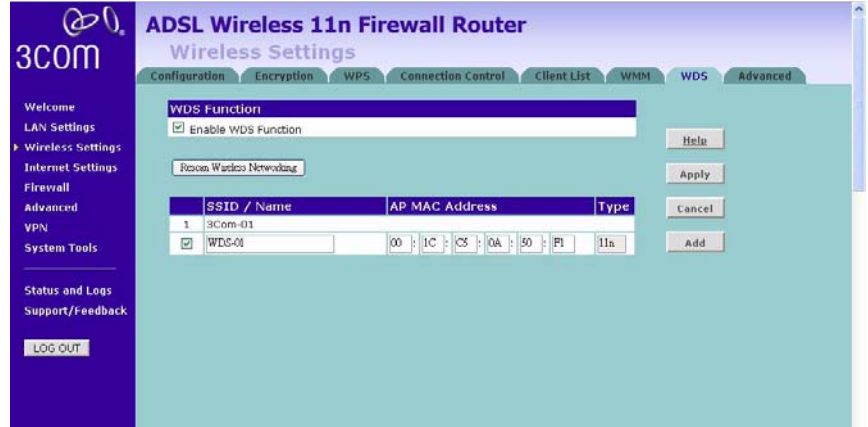 3COM
ADSL Wireless 11n Firewall Router
Wireless Settings
Configuration Encryption WPS Connection Control Client List WMM WDS Advanced
Welcome
LAN Settings
Wireless Settings
Internet Settings
Firewall
Advanced
VPN
System Tools
Status and Logs
Support/Feedback
LOG OUT
WDS Function
Enable WDS Function
Rescan Wireless Networking
SSID / Name AP MAC Address Type
1 3Com-01
WDS-01 00 : 1C : C5 : 0A : 50 : F1 11n
Help
Apply
Cancel
Add